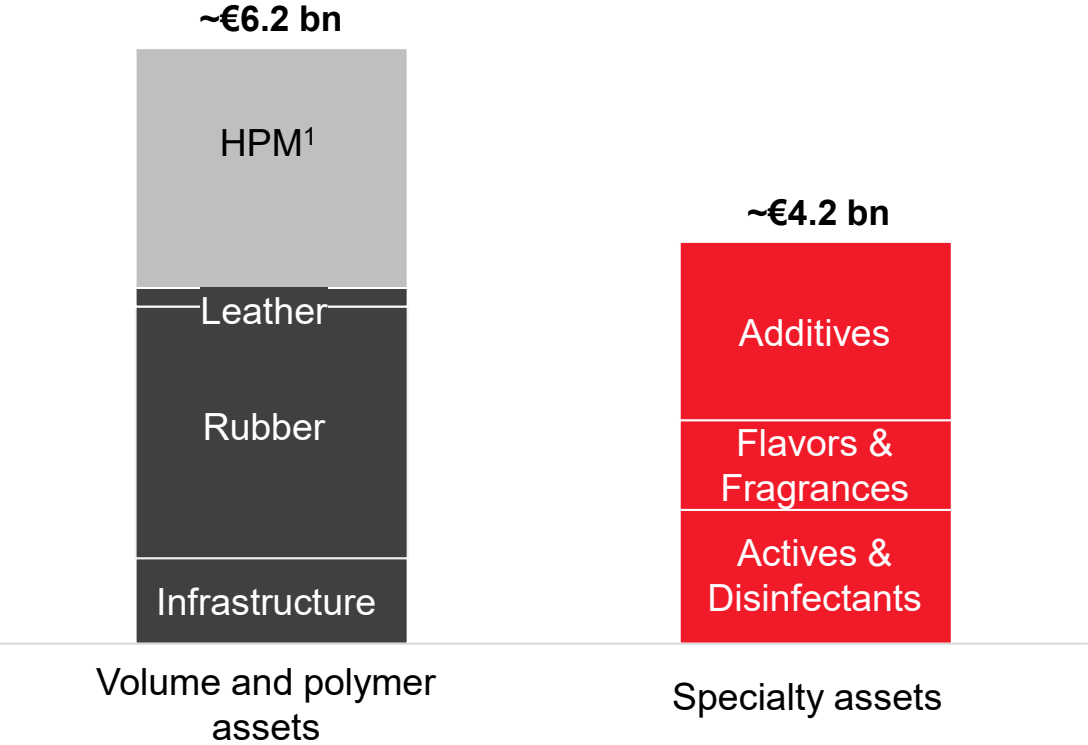 ~€6.2 bn
HPM¹
Leather
Rubber
Infrastructure
Volume and polymer
assets
~€4.2 bn
Additives
Flavors &
Fragrances
Actives &
Disinfectants
Specialty assets